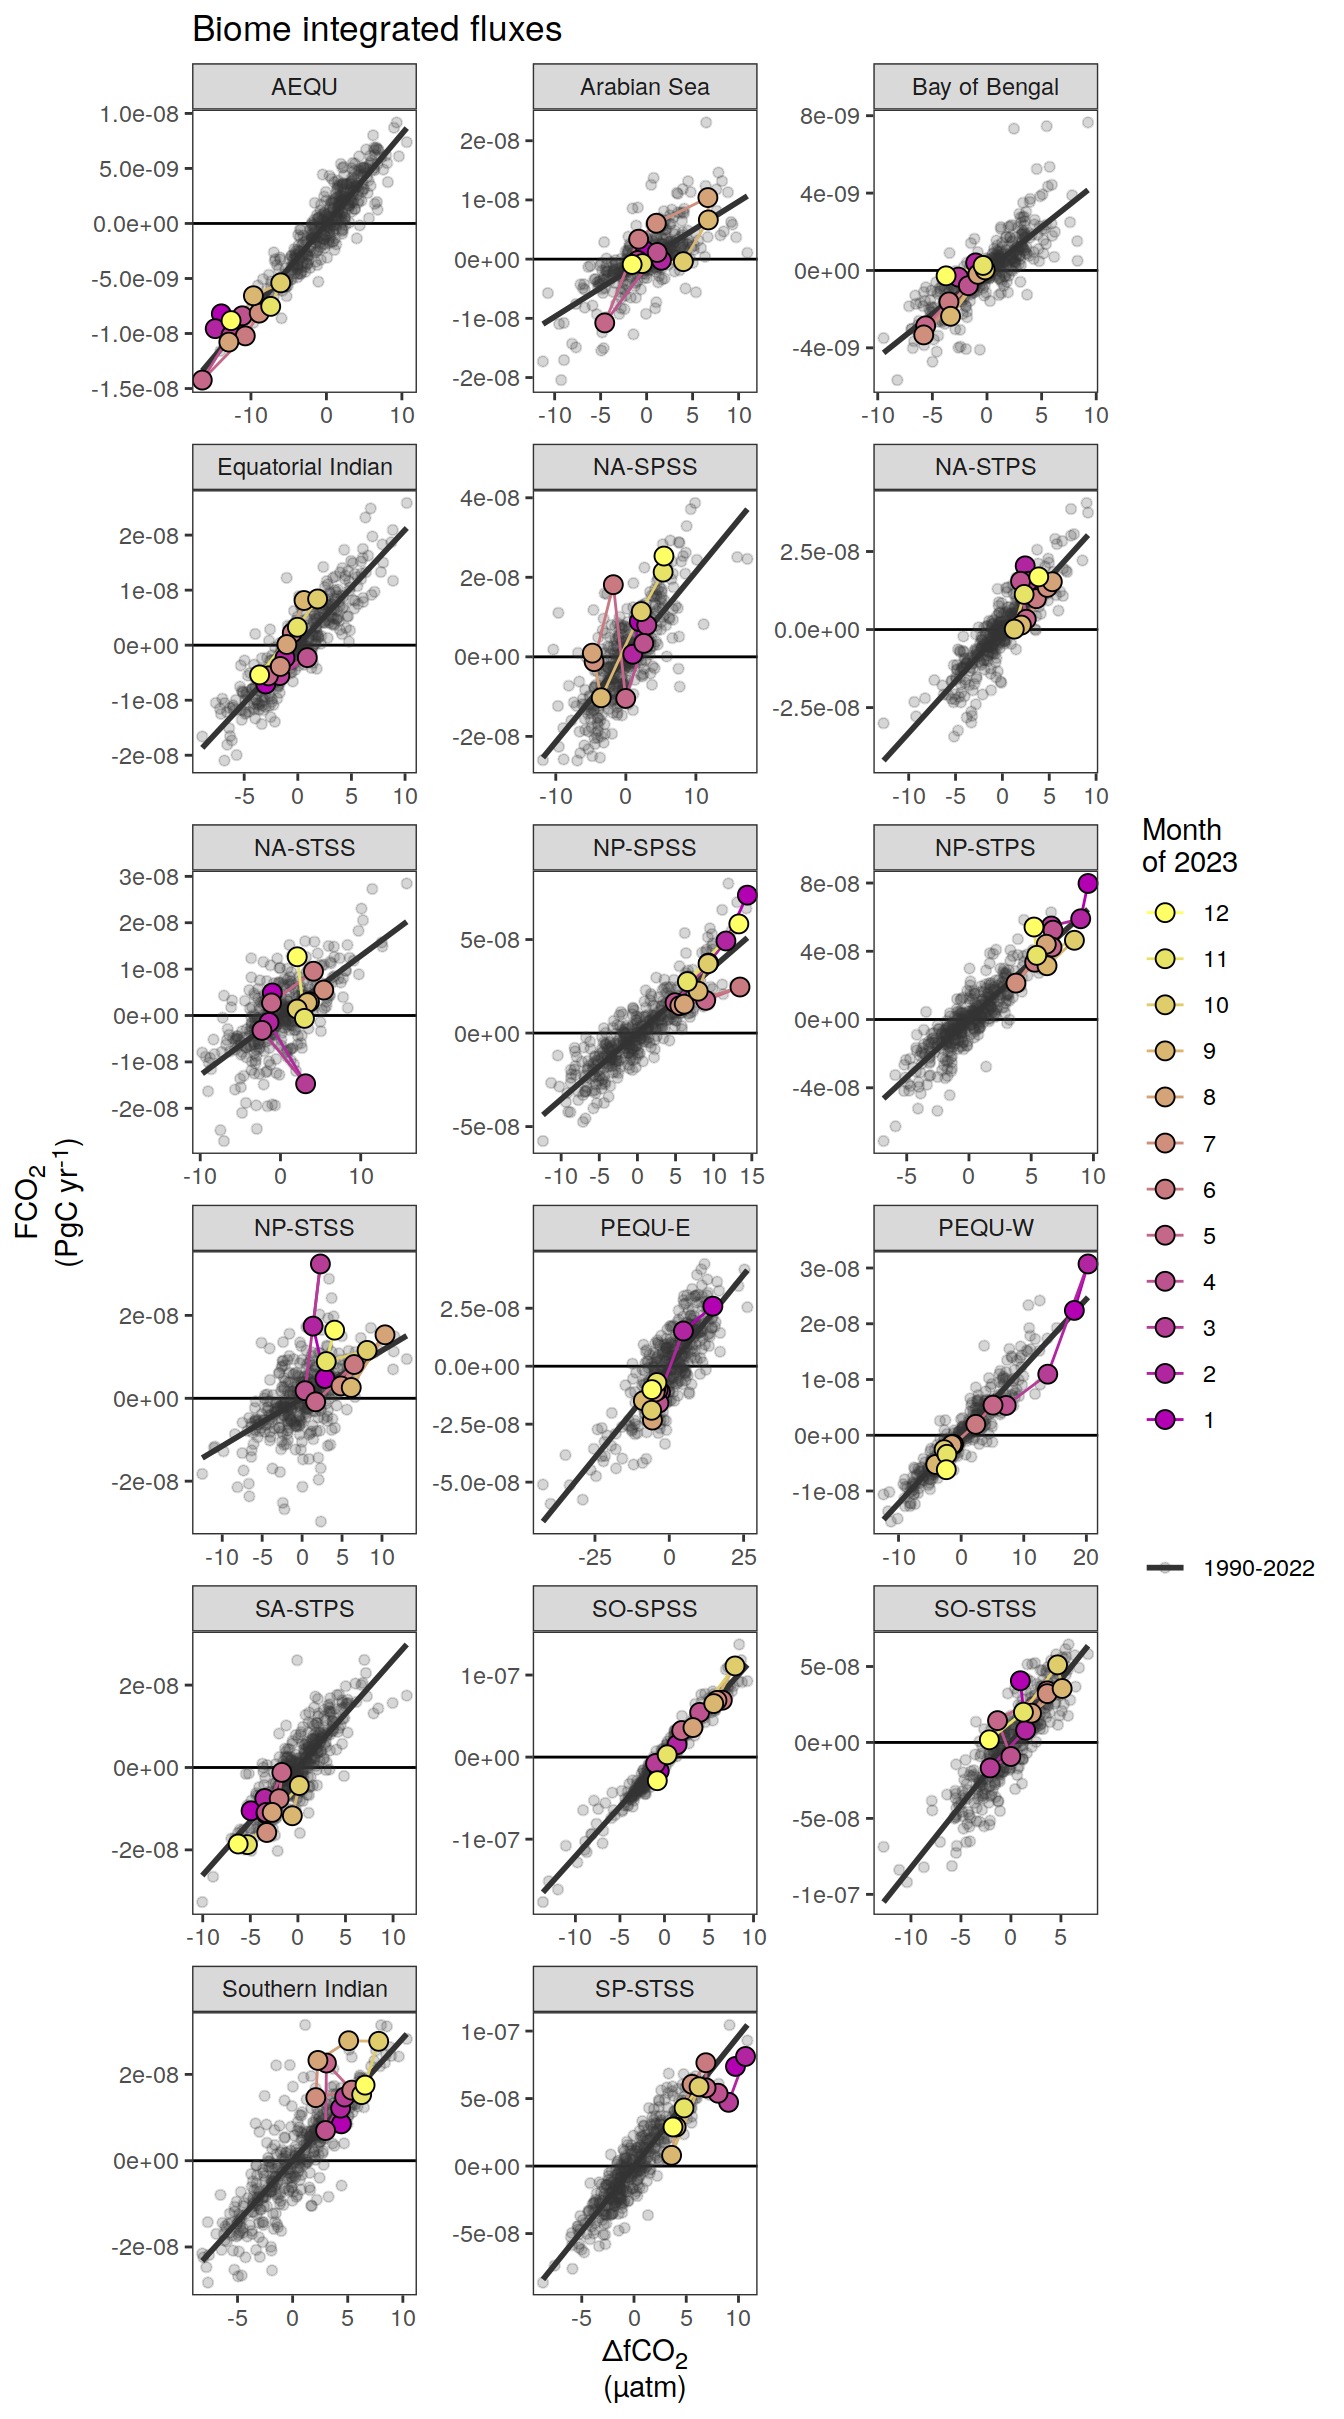 Biome integrated fluxes
AEQU
Arabian Sea
Bay of Bengal
1.0e-08
5.0e-09
0.0e+00
-5.0e-09
-1.0e-08
-1.5e-08
2e-08
1e-08
0e+00
-1e-08
-2e-08
8e-09
4e-09
0e+00
-4e-09
-10 0 10
-10 -5 0 5 10
-10 -5 0 5 10
Equatorial Indian
NA-SPSS
NA-STPS
2e-08
1e-08
0e+00
-1e-08
-2e-08
4e-08
2e-08
0e+00
-2e-08
2.5e-08
0.0e+00
-2.5e-08
-5 0 5 10
-10 0 10
-10 -5 0 5 10
NA-STSS
NP-SPSS
NP-STPS
3e-08
2e-08
1e-08
0e+00
-1e-08
-2e-08
5e-08
0e+00
-5e-08
8e-08
4e-08
0e+00
-4e-08
-10 0 10
-10 -5 0 5 10 15
-5 0 5 10
NP-STSS
PEQU-E
PEQU-W
2e-08
0e+00
-2e-08
2.5e-08
0.0e+00
-2.5e-08
-5.0e-08
3e-08
2e-08
1e-08
0e+00
-1e-08
-10 -5 0 5 10
-25 0 25
-10 0 10 20
SA-STPS
SO-SPSS
SO-STSS
2e-08
0e+00
-2e-08
1e-07
0e+00
-1e-07
5e-08
0e+00
-5e-08
-1e-07
-10 -5 0 5 10
-10 -5 0 5 10
-10 -5 0 5
Southern Indian
SP-STSS
2e-08
0e+00
-2e-08
1e-07
5e-08
0e+00
-5e-08
-5 0 5 10
-5 0 5 10
ΔfCO2
(µatm)
FCO2
(PgC yr-1)
Month
of 2023
12
11
10
9
8
7
6
5
4
3
2
1
1990-2022